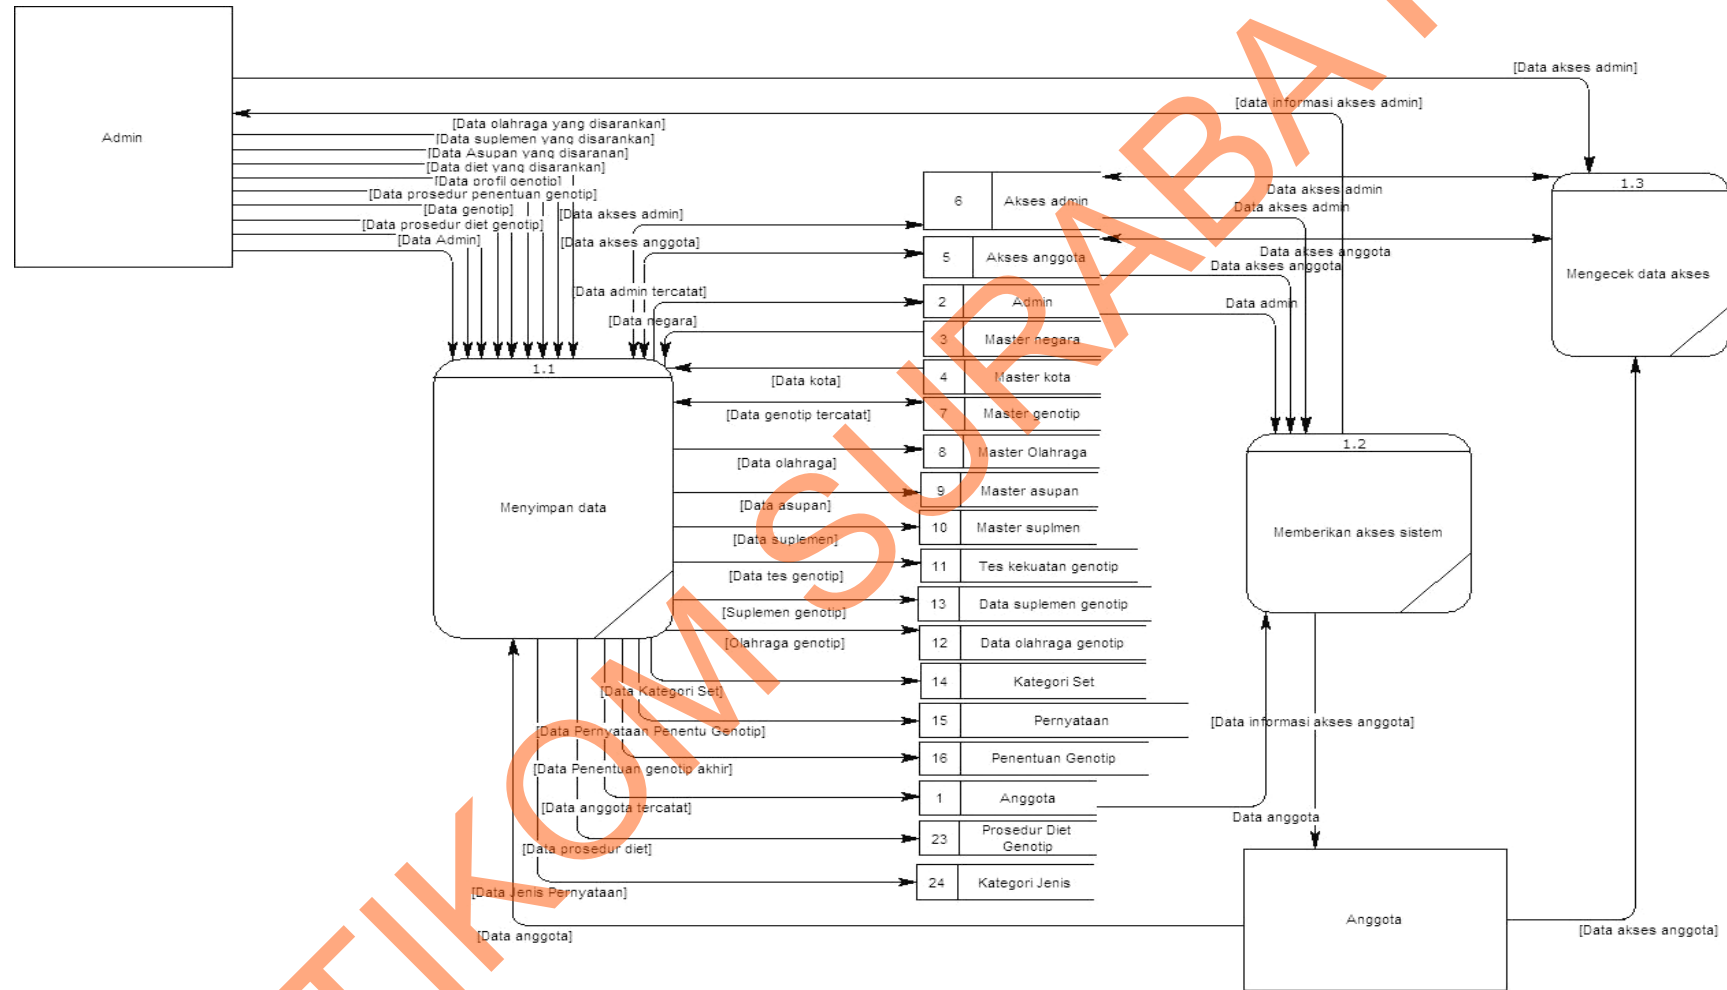 [Data akses admin]
[data informasi akses admin]
Admin
[Data olahraga yang disarankan]
[Data suplemen yang disarankan]
[Data Asupan yang disaranan]
[Data diet yang disarankan]
[Data profil genotip]
[Data prosedur penentuan genotip]
[Data genotip]
[Data prosedur diet genotip]
[Data Admin]
[Data akses admin]
[Data akses anggota]
[Data admin tercatat]
[Data negara]
6 Akses admin
5 Akses anggota
2 Admin
3 Master negara
4 Master kota
7 Master genotip
8 Master Olahraga
9 Master asupan
10 Master suplmen
11 Tes kekuatan genotip
13 Data suplemen genotip
12 Data olahraga genotip
14 Kategori Set
15 Pernyataan
16 Penentuan Genotip
1 Anggota
23 Prosedur Diet
Genotip
24 Kategori Jenis
Data akses admin
Data akses admin
Data akses anggota
Data akses anggota
Data admin
1.3
Mengecek data akses
1.1
Menyimpan data
[Data kota]
[Data genotip tercatat]
[Data olahraga]
[Data asupan]
[Data suplemen]
[Data tes genotip]
[Suplemen genotip]
[Olahraga genotip]
[Data Kategori Set]
[Data Pernyataan Penentu Genotip]
[Data Penentuan genotip akhir]
[Data anggota tercatat]
[Data prosedur diet]
[Data Jenis Pernyataan]
[Data anggota]
1.2
Memberikan akses sistem
[Data informasi akses anggota]
Data anggota
Anggota
[Data akses anggota]
TIKOM SURABA